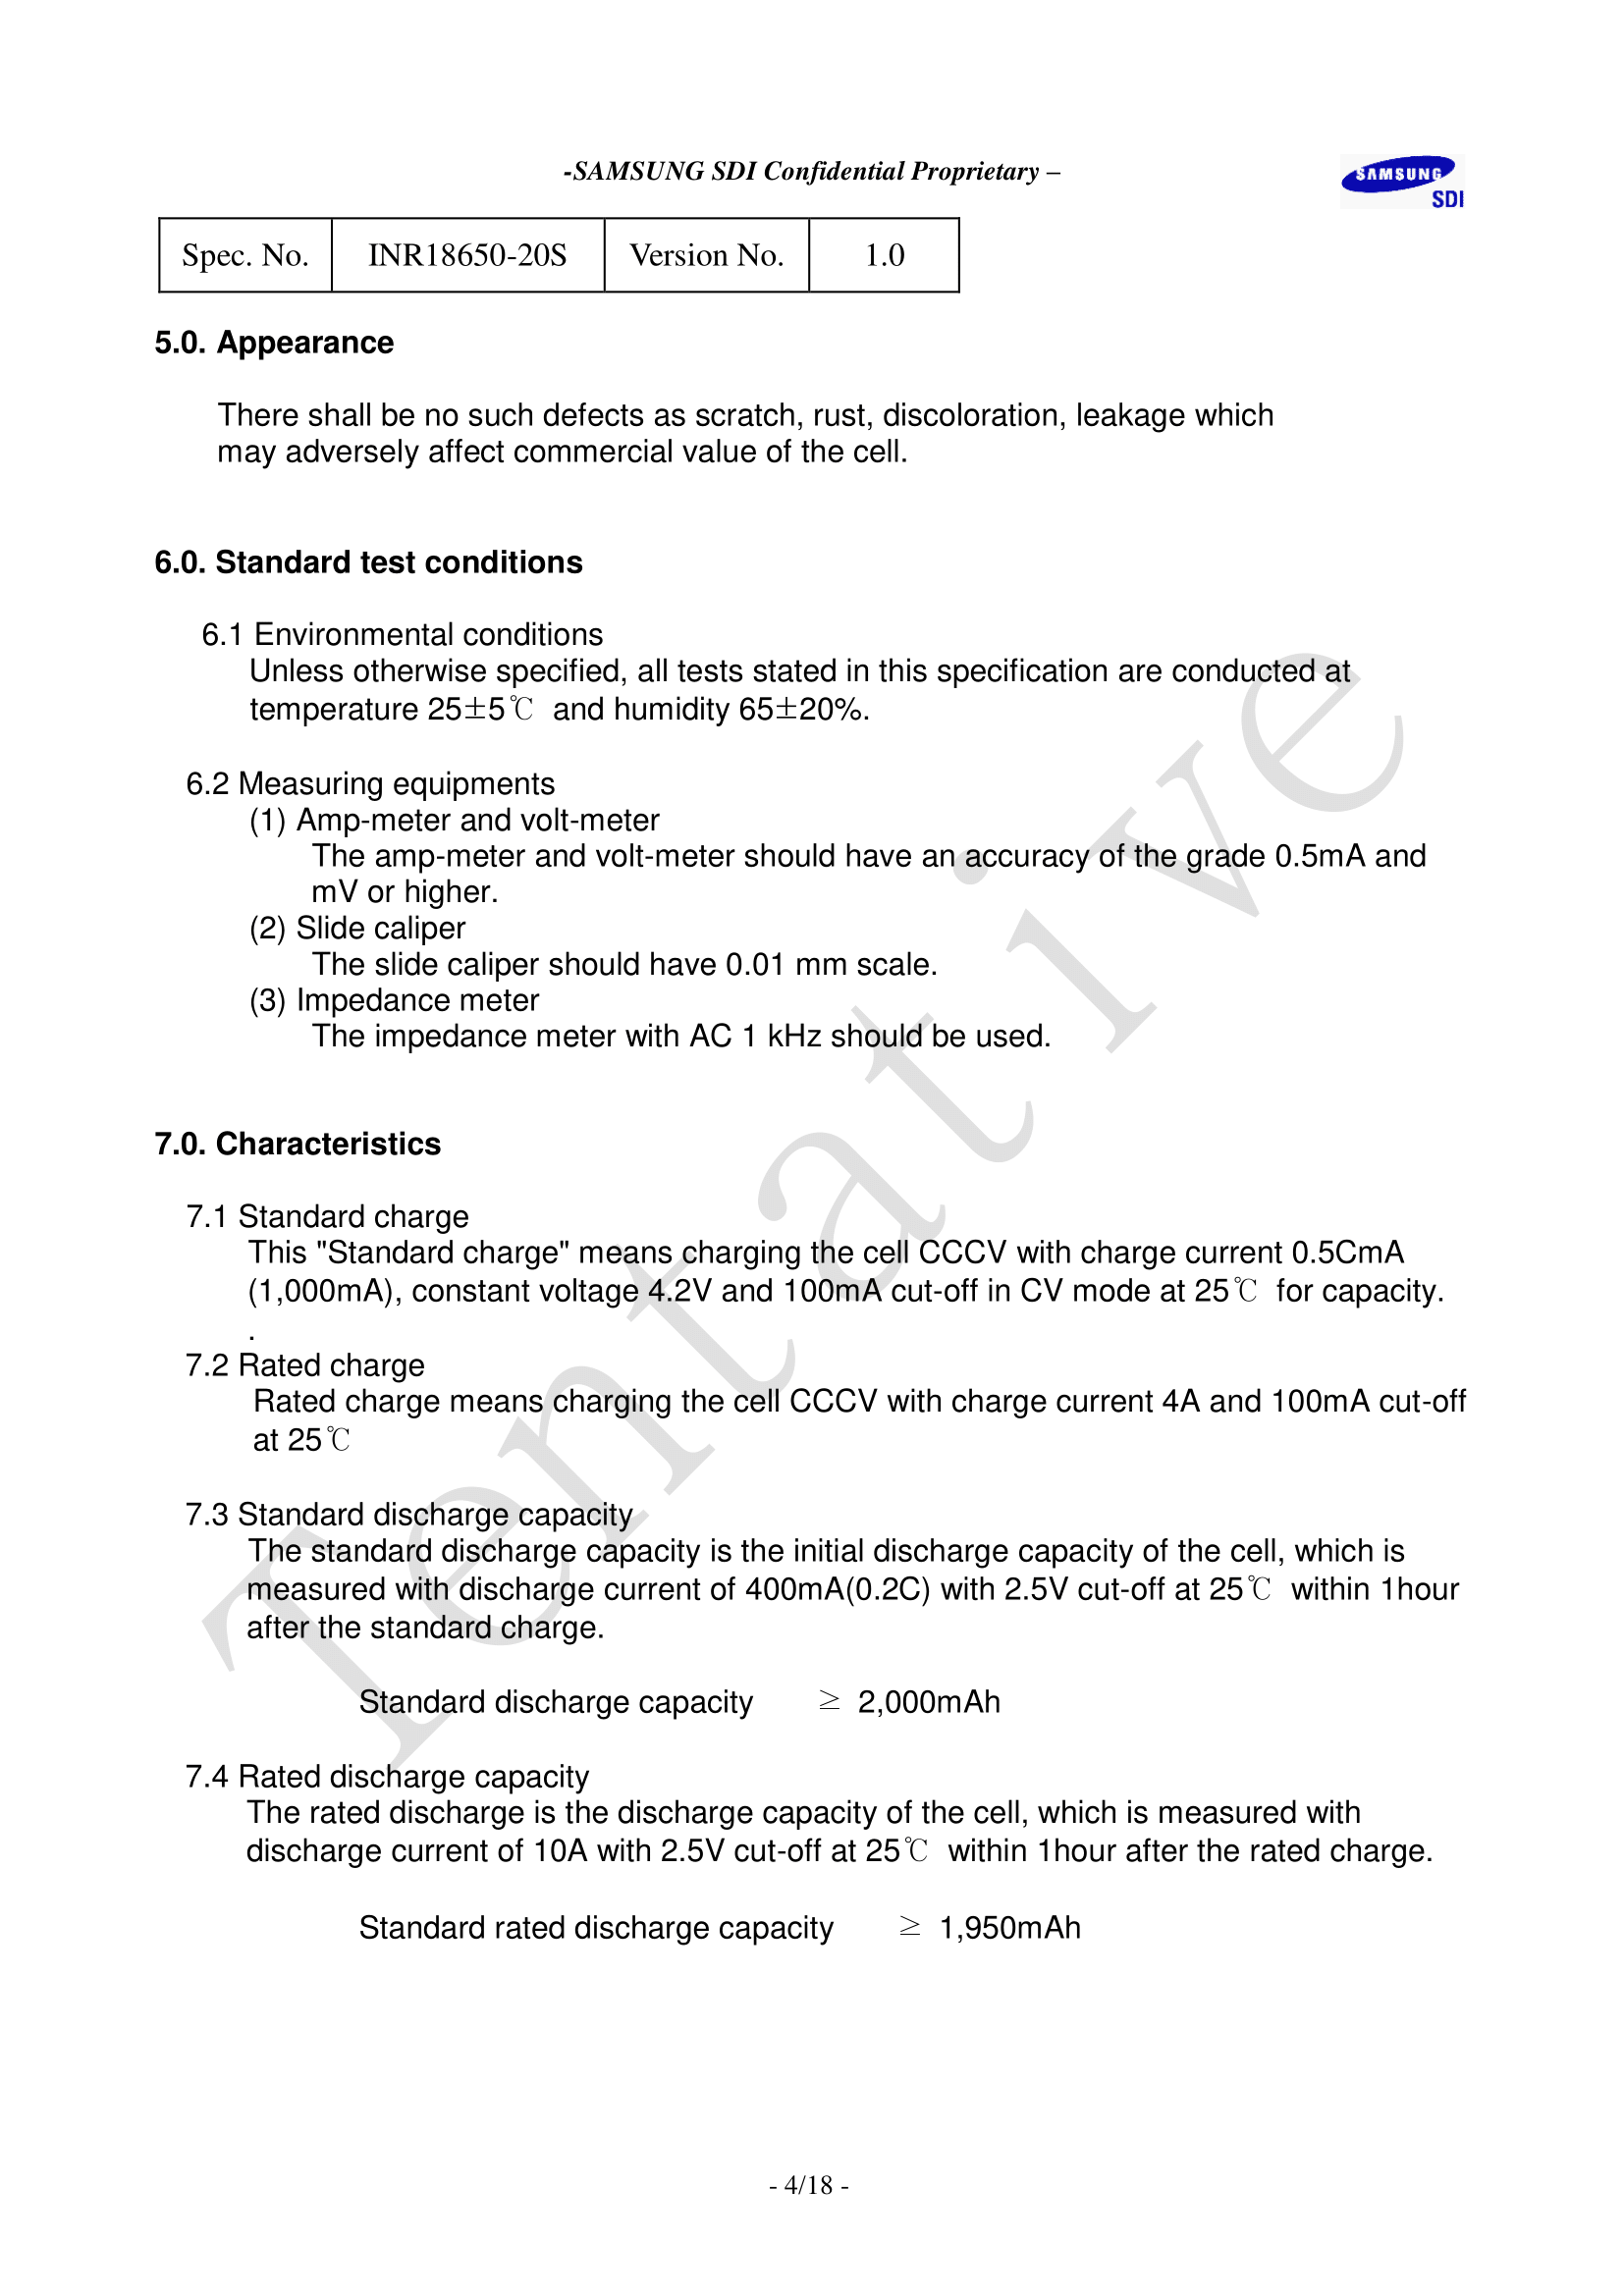 -SAMSUNG SDI Confidential Proprietary –
SAMSUNG
SDI
Spec. No. INR18650-20S Version No. 1.0
5.0. Appearance
There shall be no such defects as scratch, rust, discoloration, leakage which
may adversely affect commercial value of the cell.
6.0. Standard test conditions
6.1 Environmental conditions
Unless otherwise specified, all tests stated in this specification are conducted at
temperature 25±5℃ and humidity 65±20%.
6.2 Measuring equipments
(1) Amp-meter and volt-meter
The amp-meter and volt-meter should have an accuracy of the grade 0.5mA and
mV or higher.
(2) Slide caliper
The slide caliper should have 0.01 mm scale.
(3) Impedance meter
The impedance meter with AC 1 kHz should be used.
7.0. Characteristics
7.1 Standard charge
This "Standard charge" means charging the cell CCCV with charge current 0.5CmA
(1,000mA), constant voltage 4.2V and 100mA cut-off in CV mode at 25℃ for capacity.
.
7.2 Rated charge
Rated charge means charging the cell CCCV with charge current 4A and 100mA cut-off
at 25℃
7.3 Standard discharge capacity
The standard discharge capacity is the initial discharge capacity of the cell, which is
measured with discharge current of 400mA(0.2C) with 2.5V cut-off at 25℃ within 1hour
after the standard charge.
Standard discharge capacity ≥ 2,000mAh
7.4 Rated discharge capacity
The rated discharge is the discharge capacity of the cell, which is measured with
discharge current of 10A with 2.5V cut-off at 25℃ within 1hour after the rated charge.
Standard rated discharge capacity ≥ 1,950mAh
Tentative
- 4/18 -